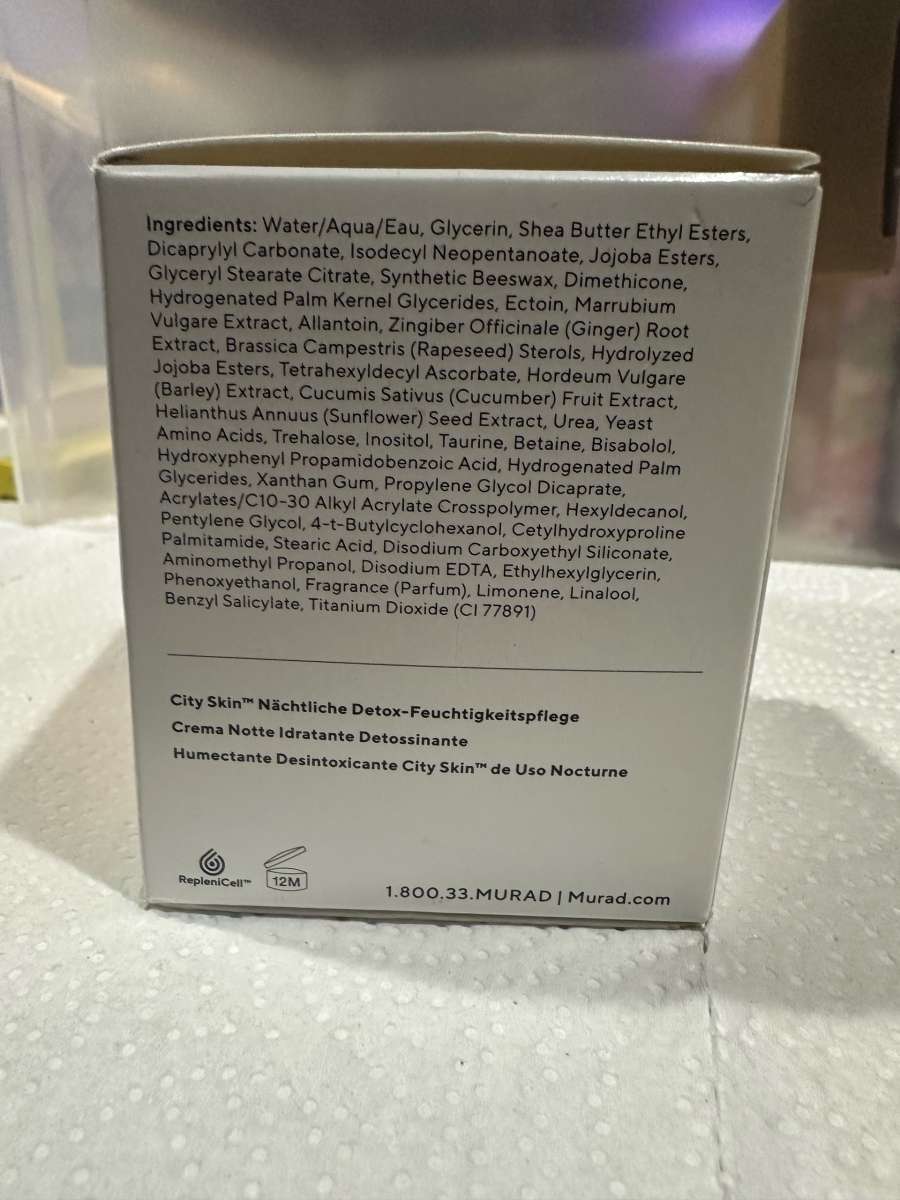 Ingredients: Water/Aqua/Eau, Glycerin, Shea Butter Ethyl Esters,
Dicaprylyl Carbonate, Isodecyl Neopentanoate, Jojoba Esters,
Glyceryl Stearate Citrate, Synthetic Beeswax, Dimethicone,
Hydrogenated Palm Kernel Glycerides, Ectoin, Marrubium
Vulgare Extract, Allantoin, Zingiber Officinale (Ginger) Root
Extract, Brassica Campestris (Rapeseed) Sterols, Hydrolyzed
Jojoba Esters, Tetrahexyldecyl Ascorbate, Hordeum Vulgare
(Barley) Extract, Cucumis Sativus (Cucumber) Fruit Extract,
Helianthus Annuus (Sunflower) Seed Extract, Urea, Yeast
Amino Acids, Trehalose, Inositol, Taurine, Betaine, Bisabolol,
Hydroxyphenyl Propamidobenzoic Acid, Hydrogenated Palm
Glycerides, Xanthan Gum, Propylene Glycol Dicaprate,
Acrylates/C10-30 Alkyl Acrylate Crosspolymer, Hexyldecanol,
Pentylene Glycol, 4-t-Butylcyclohexanol, Cetylhydroxyproline
Palmitamide, Stearic Acid, Disodium Carboxyethyl Siliconate,
Aminomethyl Propanol, Disodium EDTA, Ethylhexylglycerin,
Phenoxyethanol, Fragrance (Parfum), Limonene, Linalool,
Benzyl Salicylate, Titanium Dioxide (CI 77891)
City Skin™ Nächtliche Detox-Feuchtigkeitspflege
Crema Notte Idratante Detossinante
Humectante Desintoxicante City Skin™ de Uso Nocturne
RepleniCell™
12M
1.800.33.MURAD | Murad.com